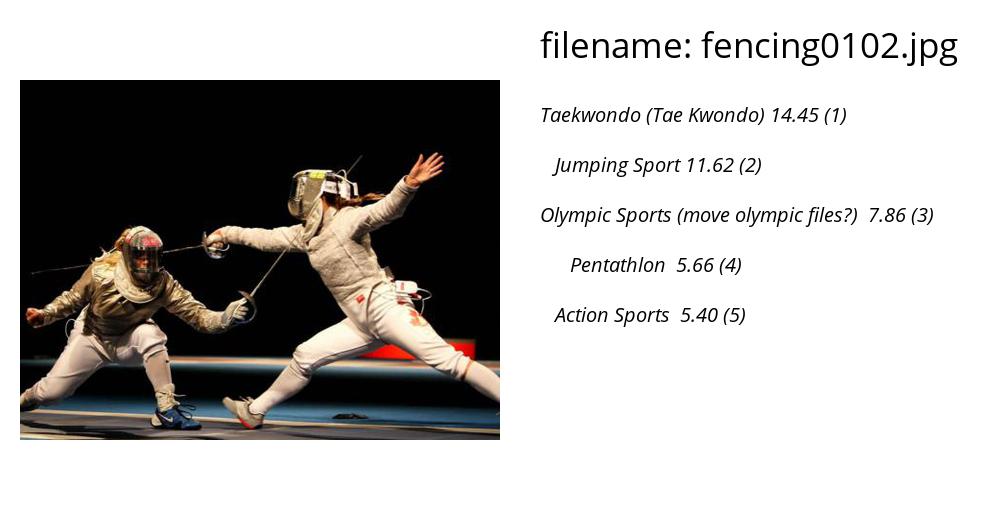 filename: fencing0102.jpg
Taekwondo (Tae Kwondo) 14.45 (1)
Jumping Sport 11.62 (2)
Olympic Sports (move olympic files?) 7.86 (3)
Pentathlon 5.66 (4)
Action Sports 5.40 (5)